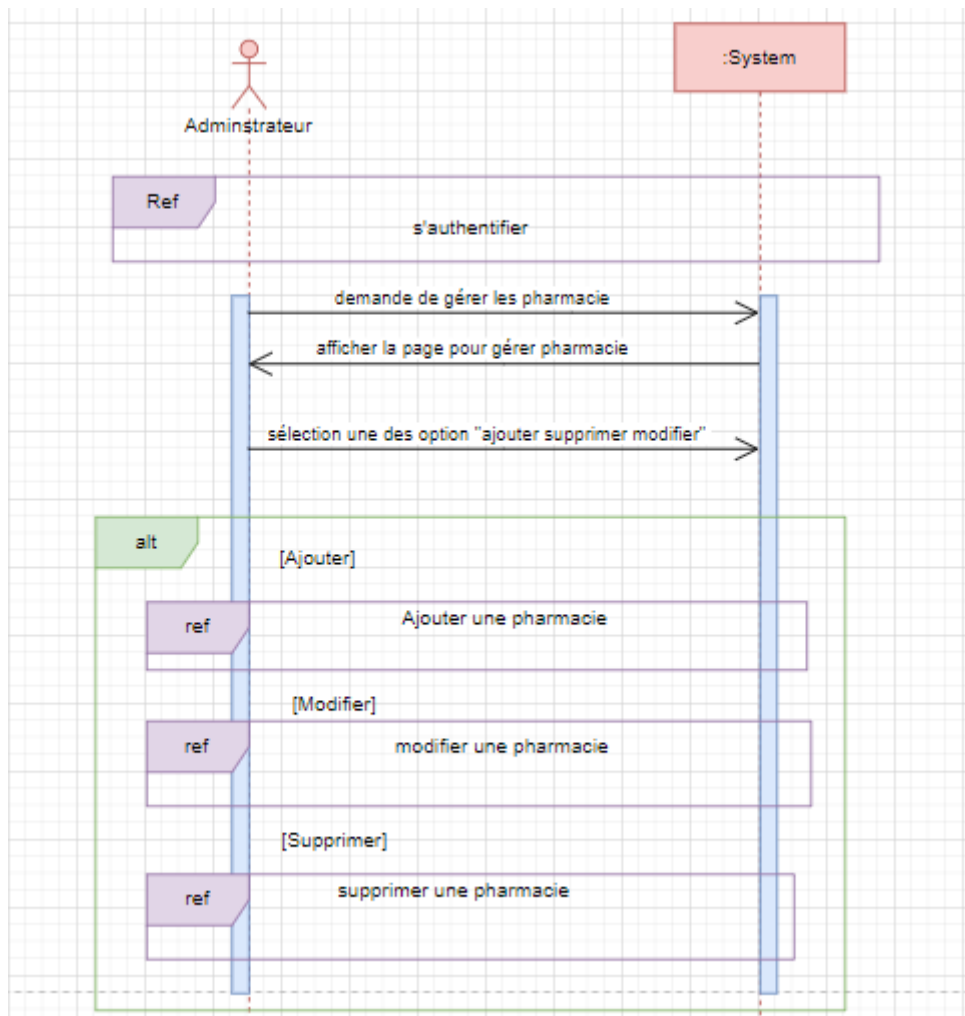 :System
Adminstrateur
Ref
s'authentifier
demande de gérer les pharmacie
afficher la page pour gérer pharmacie
sélection une des option "ajouter supprimer modifier"
alt
[Ajouter]
ref
Ajouter une pharmacie
[Modifier]
ref
modifier une pharmacie
[Supprimer]
ref
supprimer une pharmacie